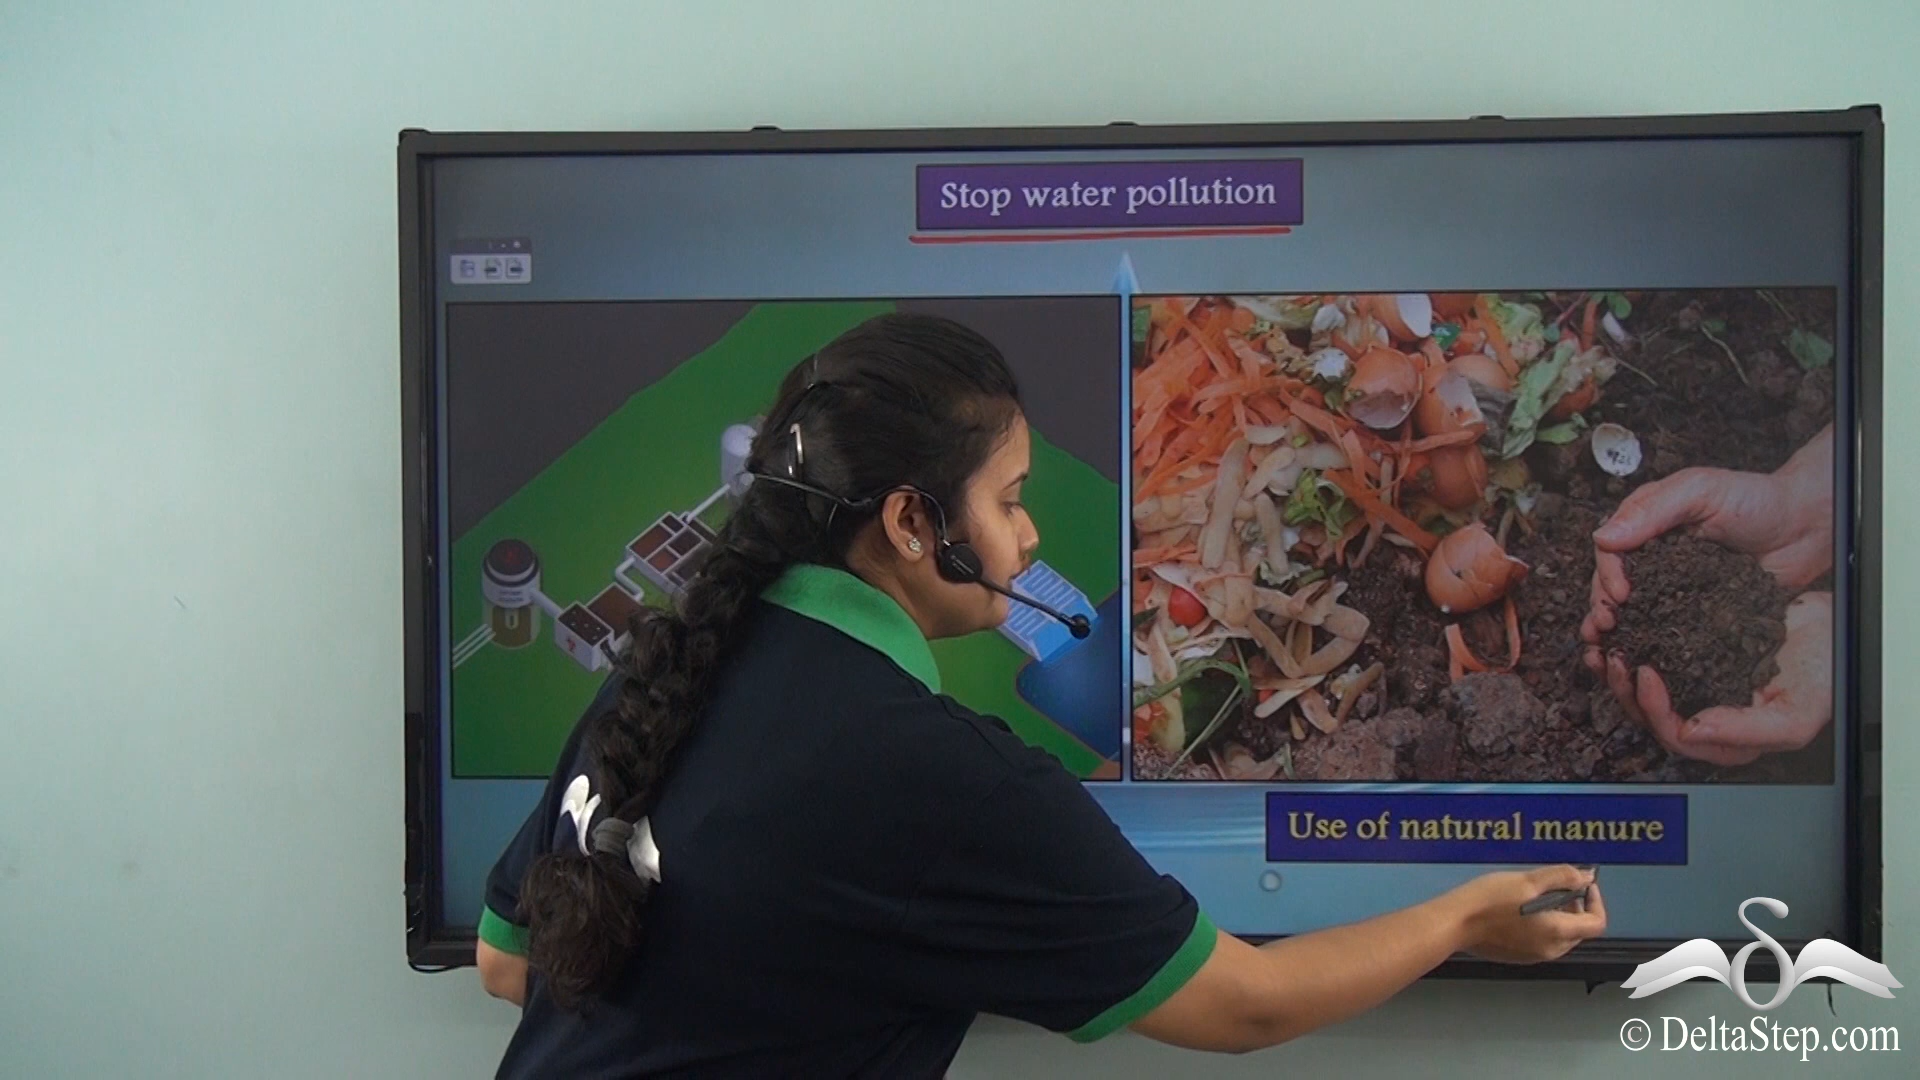 Stop water pollution
Use of natural manure
© DeltaStep.com